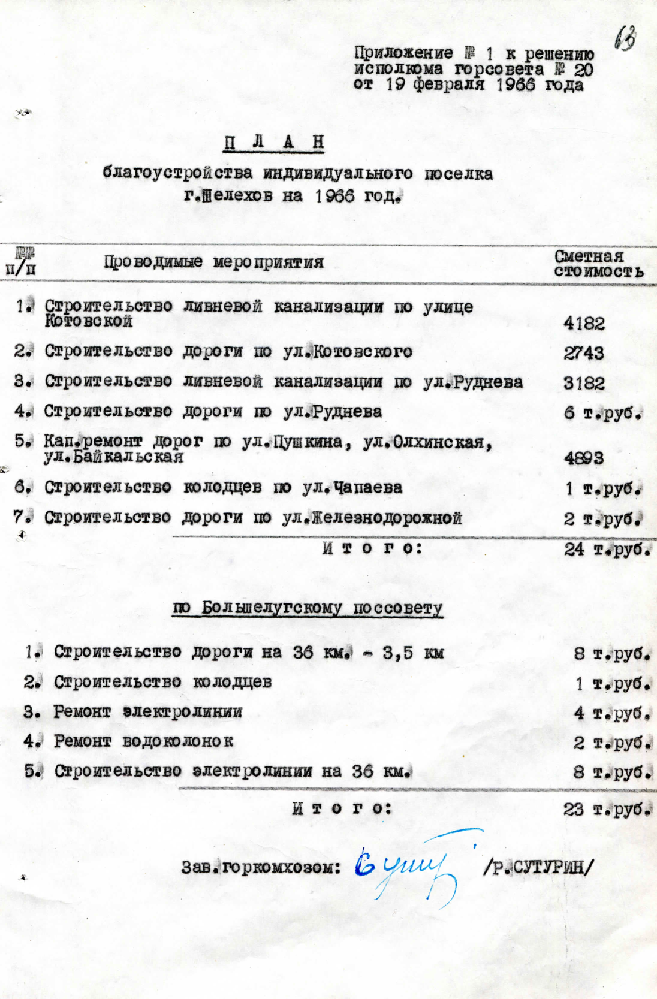 63
Приложение № 1 к решению
исполкома горсовета № 20
от 19 февраля 1966 года
П Л А Н
благоустройства индивидуального поселка
г.Шелехов на 1966 год.
№№ п/п Проводимые мероприятия Сметная стоимость
1. Строительство ливневой канализации по улице
Котовской 4182
2. Строительство дороги по ул.Котовского 2743
3. Строительство ливневой канализации по ул.Руднева 3182
4. Строительство дороги по ул.Руднева 6 т.руб.
5. Кап.ремонт дорог по ул.Пушкина, ул.Олхинская,
ул.Байкальская 4893
6. Строительство колодцев по ул.Чапаева 1 т.руб.
7. Строительство дороги по ул.Железнодорожной 2 т.руб.
И т о г о: 24 т.руб.
по Большелугскому поссовету
1. Строительство дороги на 36 км. - 3,5 км 8 т.руб.
2. Строительство колодцев 1 т.руб.
3. Ремонт электролинии 4 т.руб.
4. Ремонт водоколонок 2 т.руб.
5. Строительство электролинии на 36 км. 8 т.руб.
И т о г о: 23 т.руб.
Зав.горкомхозом: /Р.СУТУРИН/